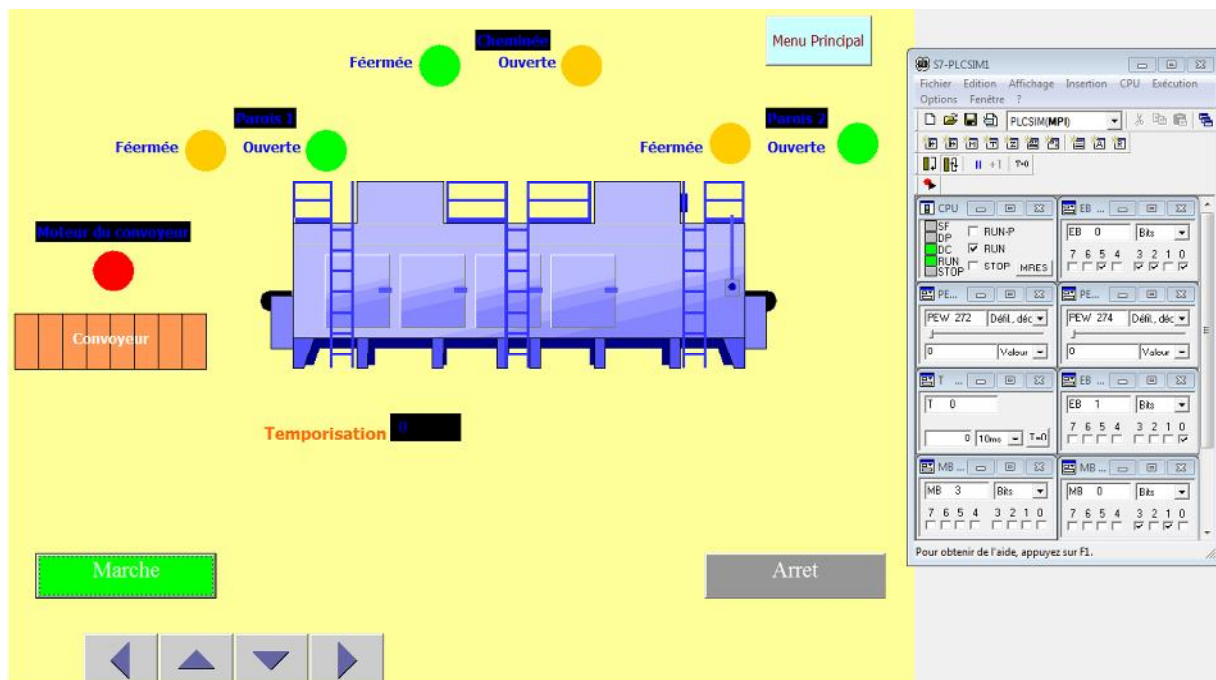 Cheminée
Féermée Ouverte
Menu Principal
Parois 1
Féermée Ouverte
Parois 2
Féermée Ouverte
Moteur du convoyeur
Convoyeur
Temporisation 0
Marche
Arret
S7-PLCSIM1
Fichier Edition Affichage Insertion CPU Exécution
Options Fenêtre ?
PLCSIM(MPI)
+1 T=0
CPU
SF
DP
DC
RUN
STOP
RUN-P
RUN
STOP MRES
EB ...
EB 0 Bits
7 6 5 4 3 2 1 0
PE...
PEW 272 Défil., déc
0 Valeur
PE...
PEW 274 Défil., déc
0 Valeur
T ...
T 0
0 10ms T=0
EB ...
EB 1 Bits
7 6 5 4 3 2 1 0
MB ...
MB 3 Bits
7 6 5 4 3 2 1 0
MB ...
MB 0 Bits
7 6 5 4 3 2 1 0
Pour obtenir de l'aide, appuyez sur F1.